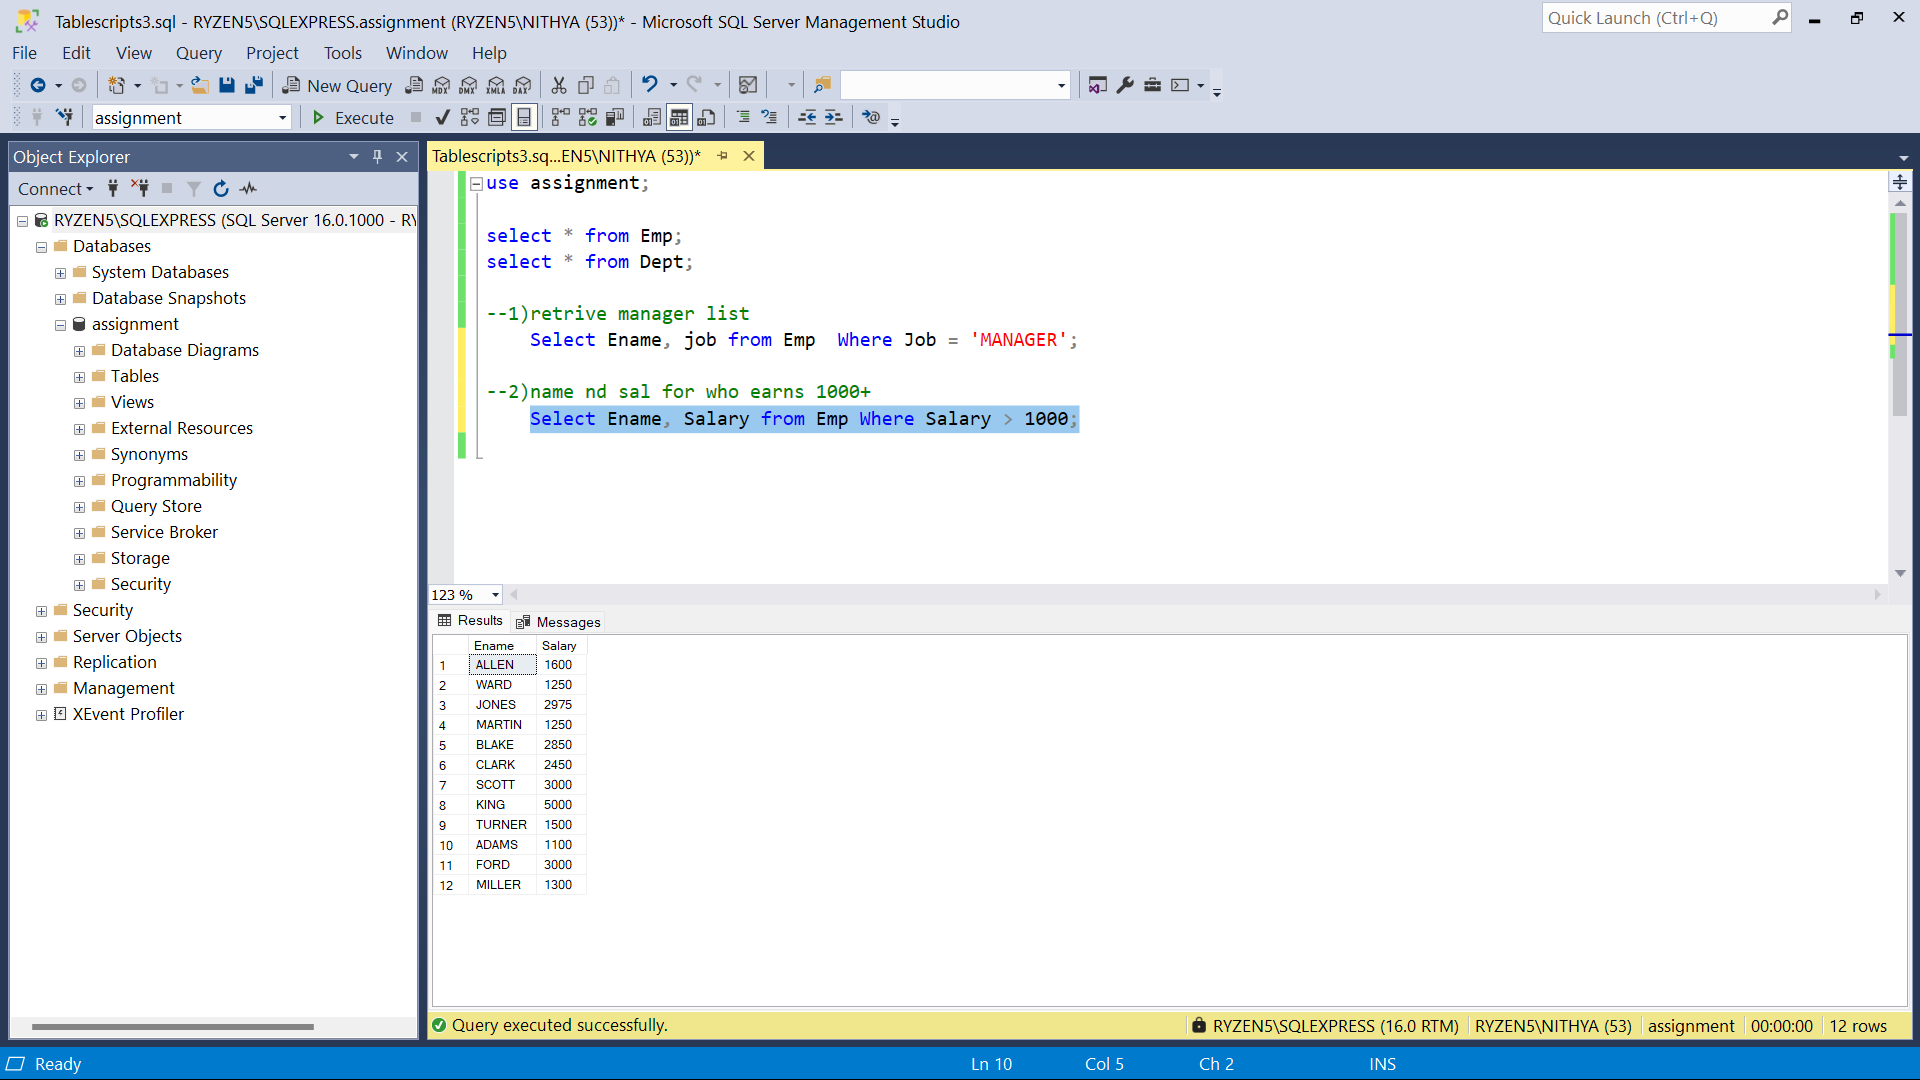 Tablescripts3.sql - RYZEN5\SQLEXPRESS.assignment (RYZEN5\NITHYA (53))* - Microsoft SQL Server Management Studio
Quick Launch (Ctrl+Q)
File Edit View Query Project Tools Window Help
New Query MDX DMX XMLA DAX
assignment Execute
Object Explorer
Connect
RYZEN5\SQLEXPRESS (SQL Server 16.0.1000 - RY
Databases
System Databases
Database Snapshots
assignment
Database Diagrams
Tables
Views
External Resources
Synonyms
Programmability
Query Store
Service Broker
Storage
Security
Security
Server Objects
Replication
Management
XEvent Profiler
Tablescripts3.sq...EN5\NITHYA (53))*
use assignment;
select * from Emp;
select * from Dept;
--1)retrive manager list
Select Ename, job from Emp  Where Job = 'MANAGER';
--2)name nd sal for who earns 1000+
Select Ename, Salary from Emp Where Salary > 1000;
123 %
Results Messages
Ename Salary
1 ALLEN 1600
2 WARD 1250
3 JONES 2975
4 MARTIN 1250
5 BLAKE 2850
6 CLARK 2450
7 SCOTT 3000
8 KING 5000
9 TURNER 1500
10 ADAMS 1100
11 FORD 3000
12 MILLER 1300
Query executed successfully.
RYZEN5\SQLEXPRESS (16.0 RTM) RYZEN5\NITHYA (53) assignment 00:00:00 12 rows
Ready Ln 10 Col 5 Ch 2 INS